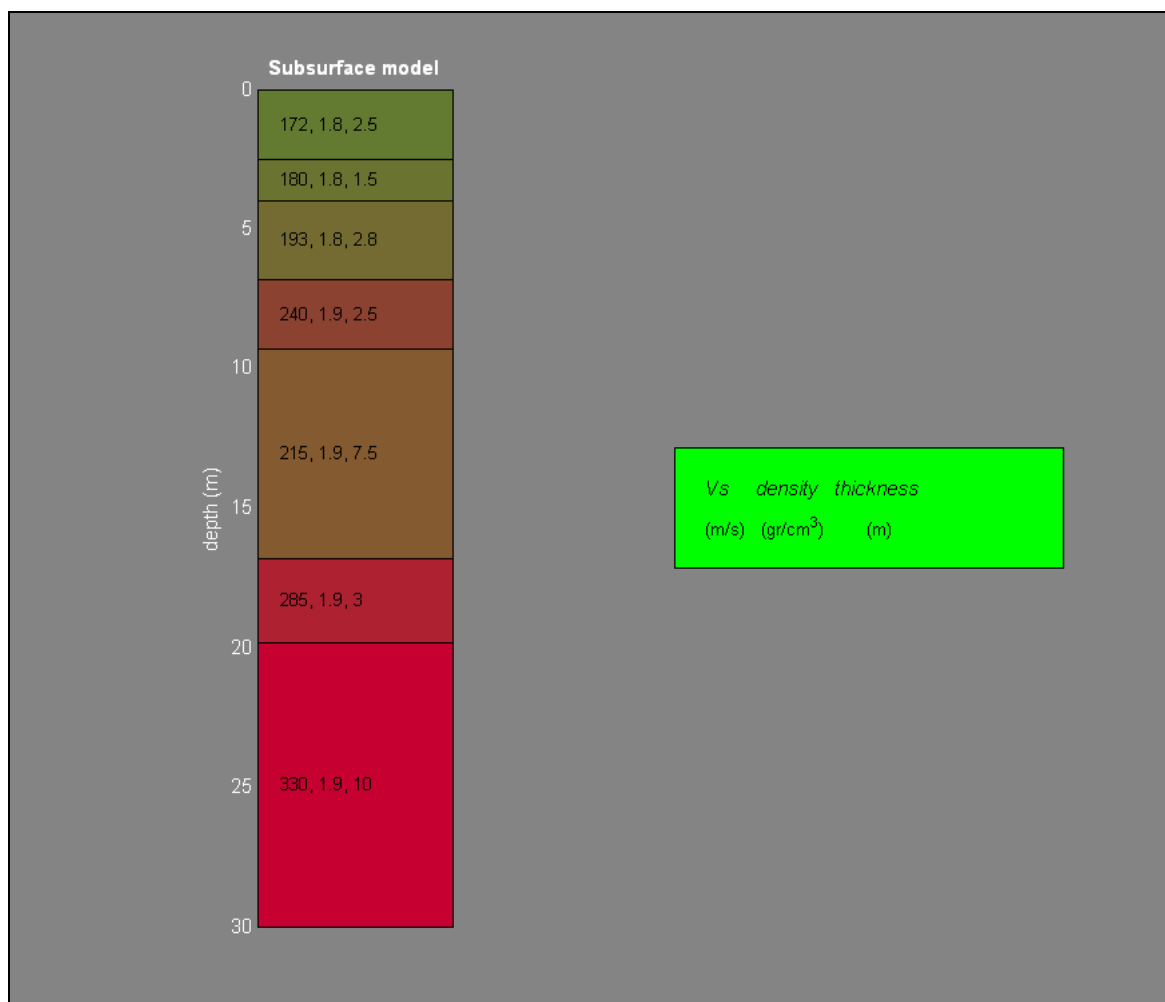 Subsurface model
0
172, 1.8, 2.5
180, 1.8, 1.5
5
193, 1.8, 2.8
240, 1.9, 2.5
10
215, 1.9, 7.5
depth (m)
15
285, 1.9, 3
20
25
330, 1.9, 10
30
Vs density thickness
(m/s) (gr/cm³) (m)